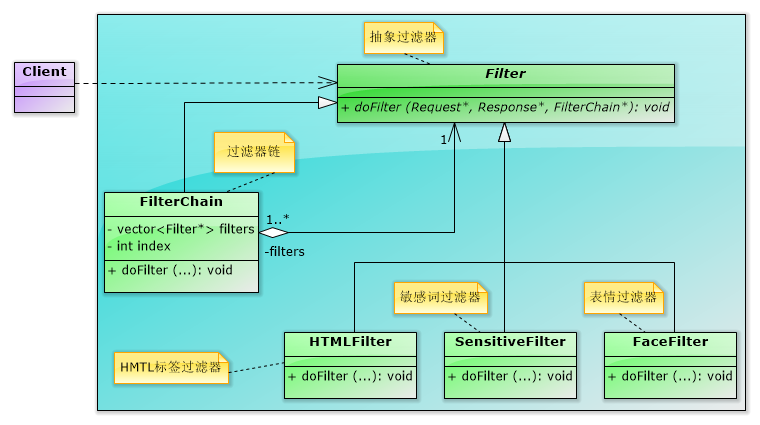 抽象过滤器
Client
Filter
+ doFilter (Request*, Response*, FilterChain*): void
过滤器链
1
FilterChain
- vector<Filter*> filters
- int index
+ doFilter (...): void
1..*
-filters
敏感词过滤器
表情过滤器
HTMLFilter
SensitiveFilter
FaceFilter
HMTL标签过滤器
+ doFilter (...): void
+ doFilter (...): void
+ doFilter (...): void